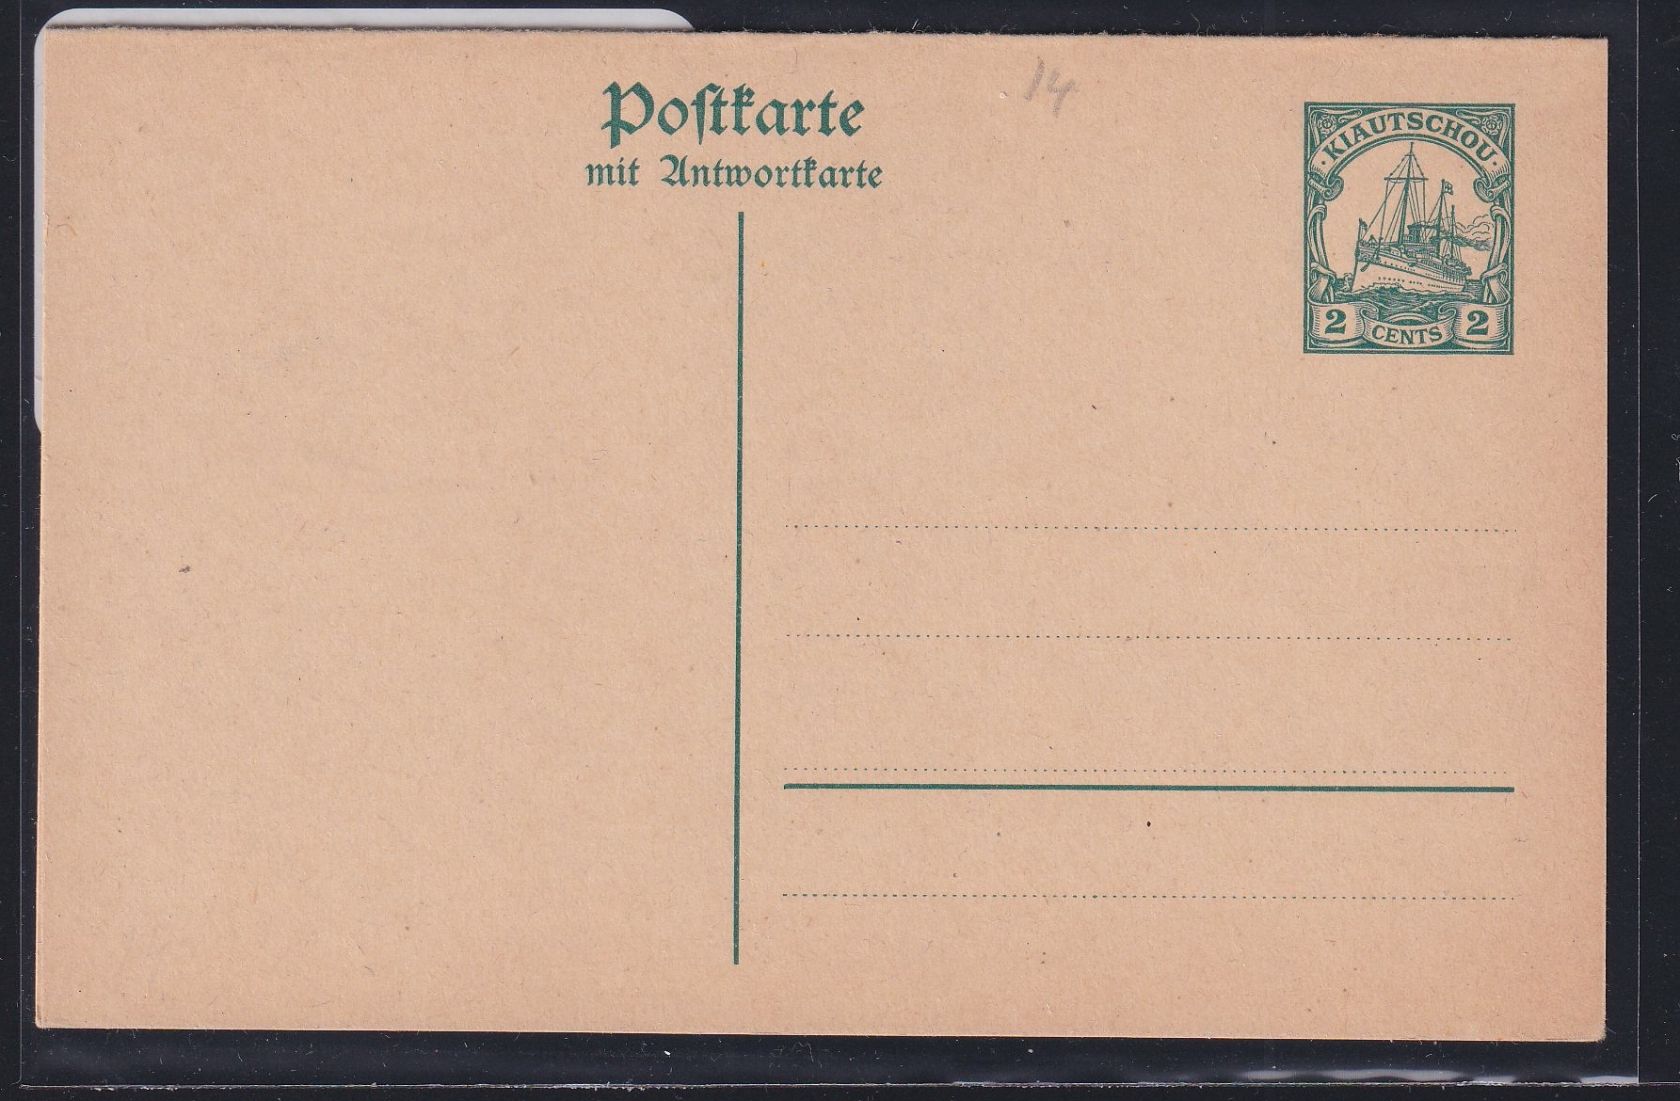 Postkarte
mit Antwortkarte
14
KIAUTSCHOU
2 CENTS 2